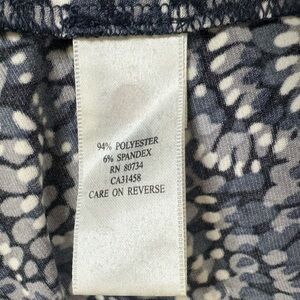 94% POLYESTER
6% SPANDEX
RN 80734
CA31458
CARE ON REVERSE